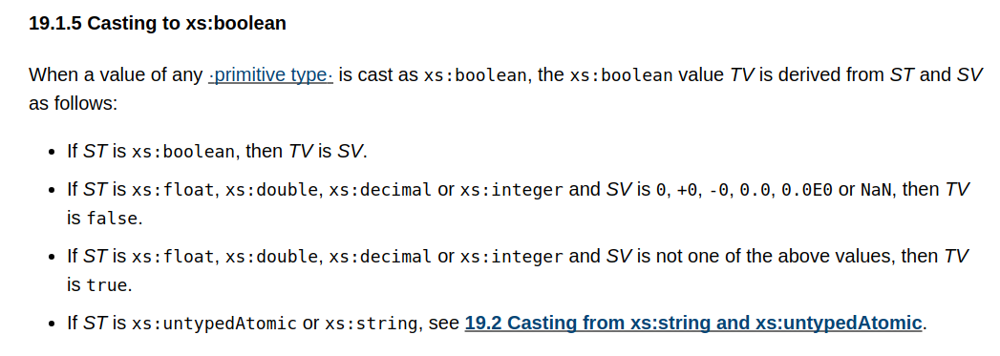 19.1.5 Casting to xs:boolean
When a value of any ·primitive type· is cast as xs:boolean, the xs:boolean value TV is derived from ST and SV
as follows:
• If ST is xs:boolean, then TV is SV.
• If ST is xs:float, xs:double, xs:decimal or xs:integer and SV is 0, +0, -0, 0.0, 0.0E0 or NaN, then TV
is false.
• If ST is xs:float, xs:double, xs:decimal or xs:integer and SV is not one of the above values, then TV
is true.
• If ST is xs:untypedAtomic or xs:string, see 19.2 Casting from xs:string and xs:untypedAtomic.